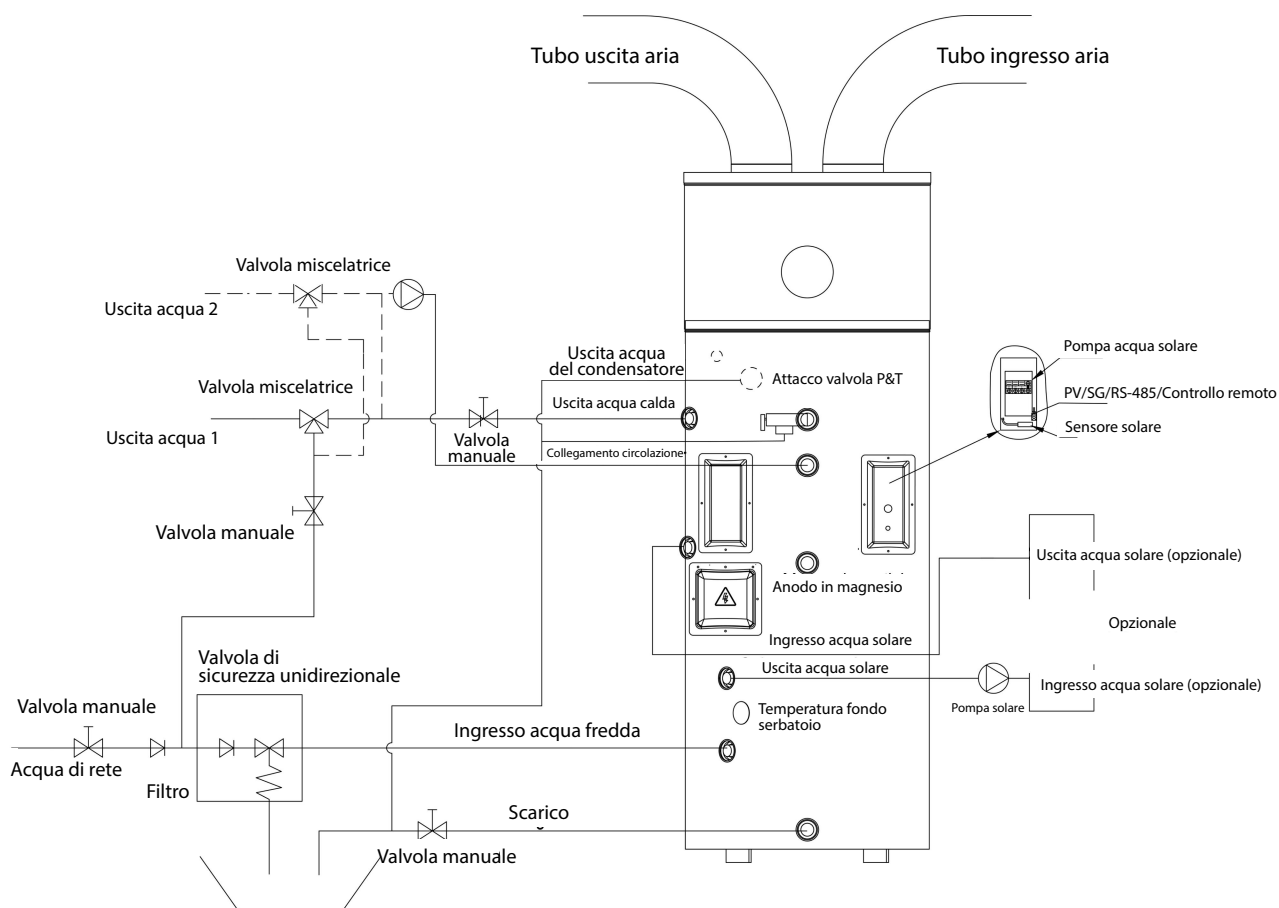 Tubo uscita aria
Tubo ingresso aria
Valvola miscelatrice
Uscita acqua 2
Uscita acqua
del condensatore
Attacco valvola P&T
Pompa acqua solare
Valvola miscelatrice
Uscita acqua calda
PV/SG/RS-485/Controllo remoto
Uscita acqua 1
Valvola
manuale
Sensore solare
Collegamento circolazione
Valvola manuale
Uscita acqua solare (opzionale)
Anodo in magnesio
Opzionale
Ingresso acqua solare
Valvola di
sicurezza unidirezionale
Uscita acqua solare
Ingresso acqua solare (opzionale)
Pompa solare
Valvola manuale
Temperatura fondo
serbatoio
Ingresso acqua fredda
Acqua di rete
Filtro
Scarico
Valvola manuale